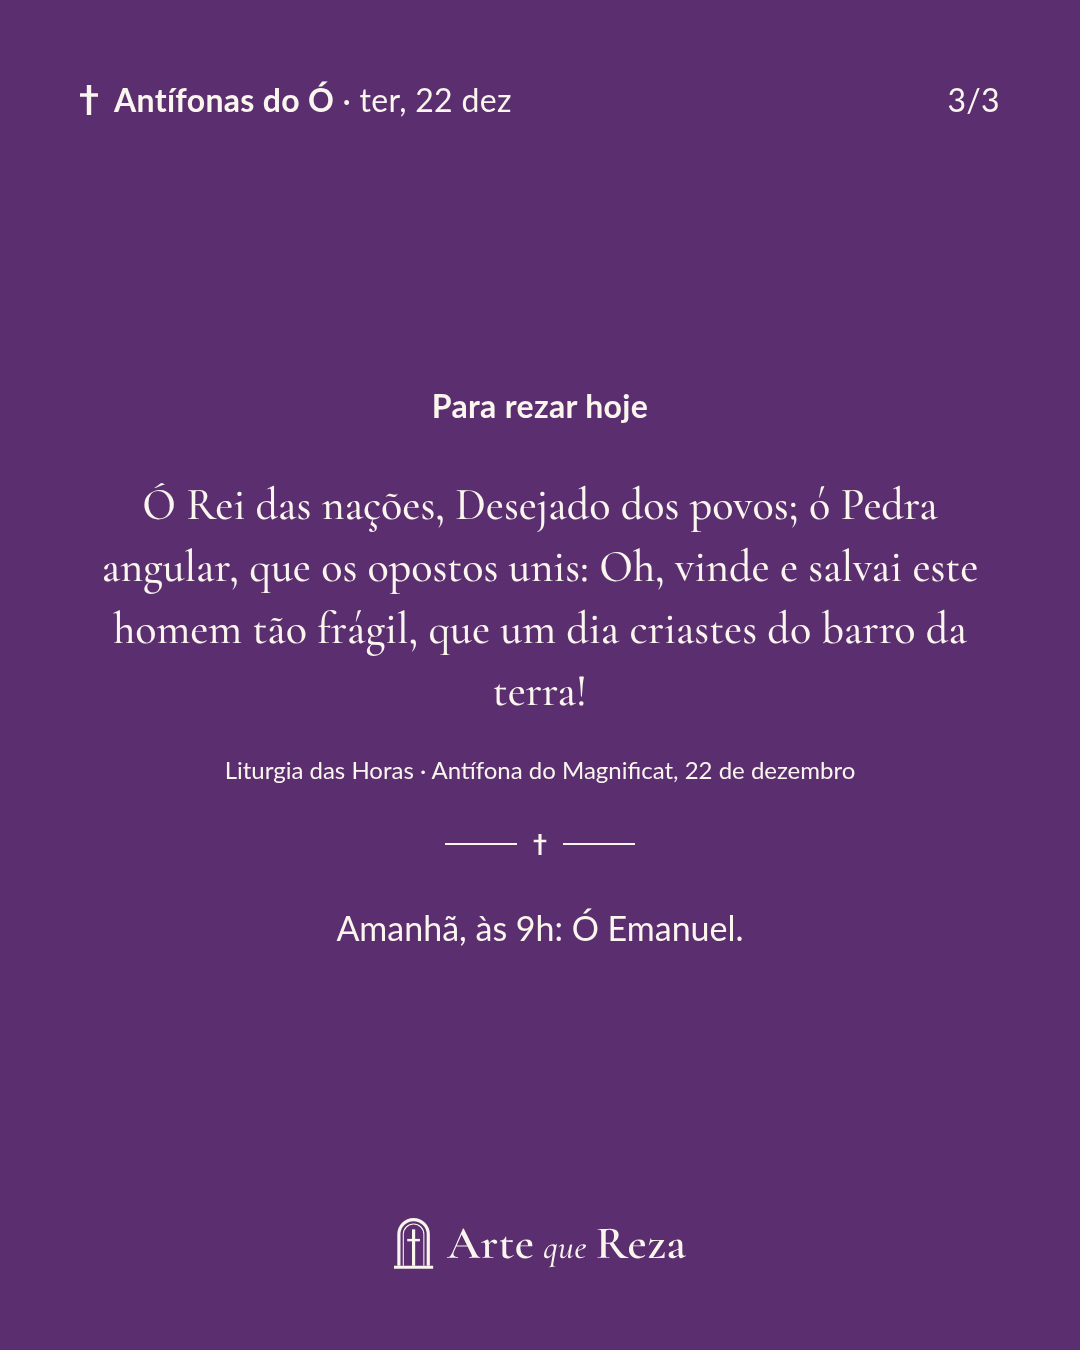 † Antífonas do Ó · ter, 22 dez 3/3
Para rezar hoje
Ó Rei das nações, Desejado dos povos; ó Pedra
angular, que os opostos unis: Oh, vinde e salvai este
homem tão frágil, que um dia criastes do barro da
terra!
Liturgia das Horas · Antífona do Magnificat, 22 de dezembro
†
Amanhã, às 9h: Ó Emanuel.
Arte que Reza